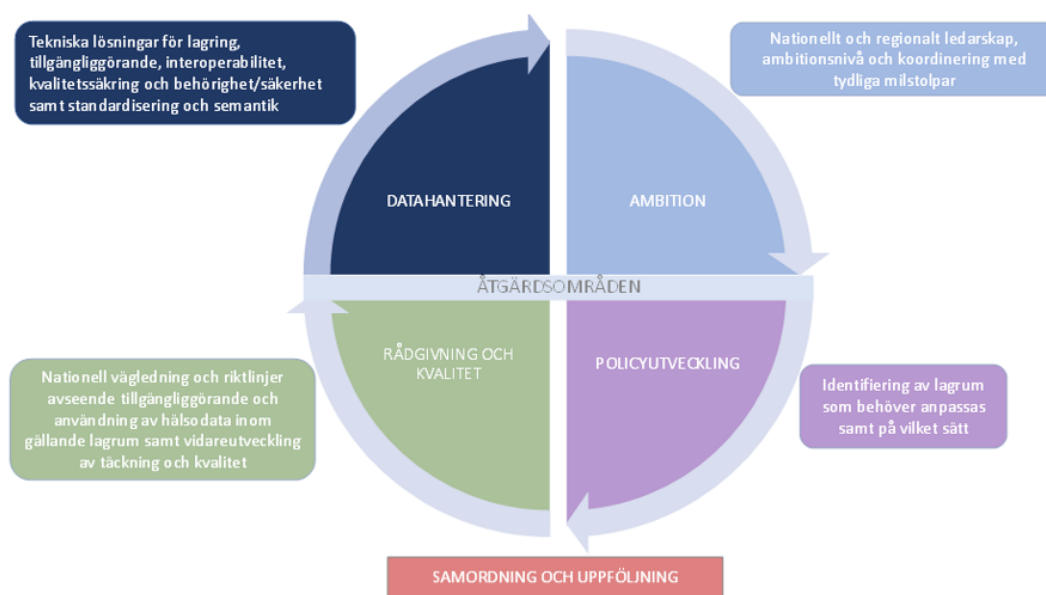 Tekniska lösningar för lagring,
tillgängliggörande, interoperabilitet,
kvalitetssäkring och behörighet/säkerhet
samt standardisering och semantik
Nationellt och regionalt ledarskap,
ambitionsnivå och koordinering med
tydliga milstolpar
DATAHANTERING
AMBITION
ÅTGÄRDSOMRÅDEN
RÅDGIVNING OCH
KVALITET
POLICYUTVECKLING
Nationell vägledning och riktlinjer
avseende tillgängliggörande och
användning av hälsodata inom
gällande lagrum samt vidareutveckling
av täckning och kvalitet
Identifiering av lagrum
som behöver anpassas
samt på vilket sätt
SAMORDNING OCH UPPFÖLJNING